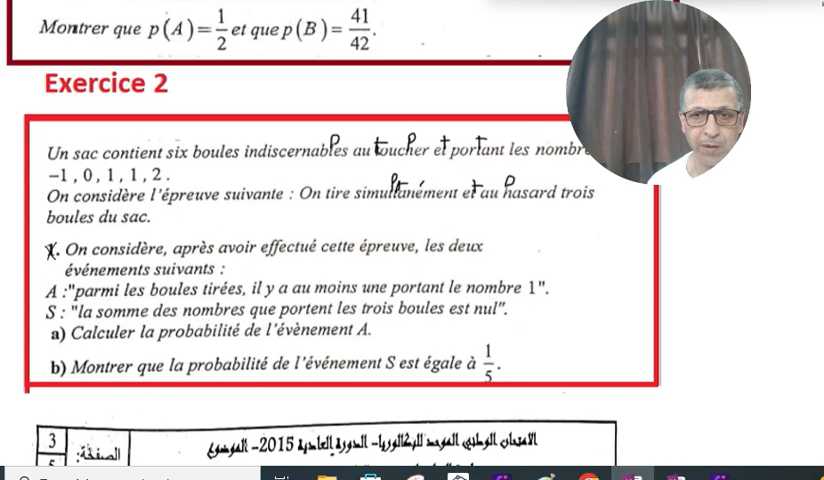 Montrer que p(A)=1/2 et que p(B)=41/42.
Exercice 2
Un sac contient six boules indiscernables au toucher et portant les nombr
-1 , 0 , 1 , 1 , 2 .
On considère l'épreuve suivante : On tire simultanément et au hasard trois
boules du sac.
1. On considère, après avoir effectué cette épreuve, les deux
événements suivants :
A :"parmi les boules tirées, il y a au moins une portant le nombre 1".
S : "la somme des nombres que portent les trois boules est nul".
a) Calculer la probabilité de l'évènement A.
b) Montrer que la probabilité de l'événement S est égale à 1/5.
3
الصفحة:
الامتحان الوطني الموحد للبكالوريا- الدورة العادية 2015- الموضوع